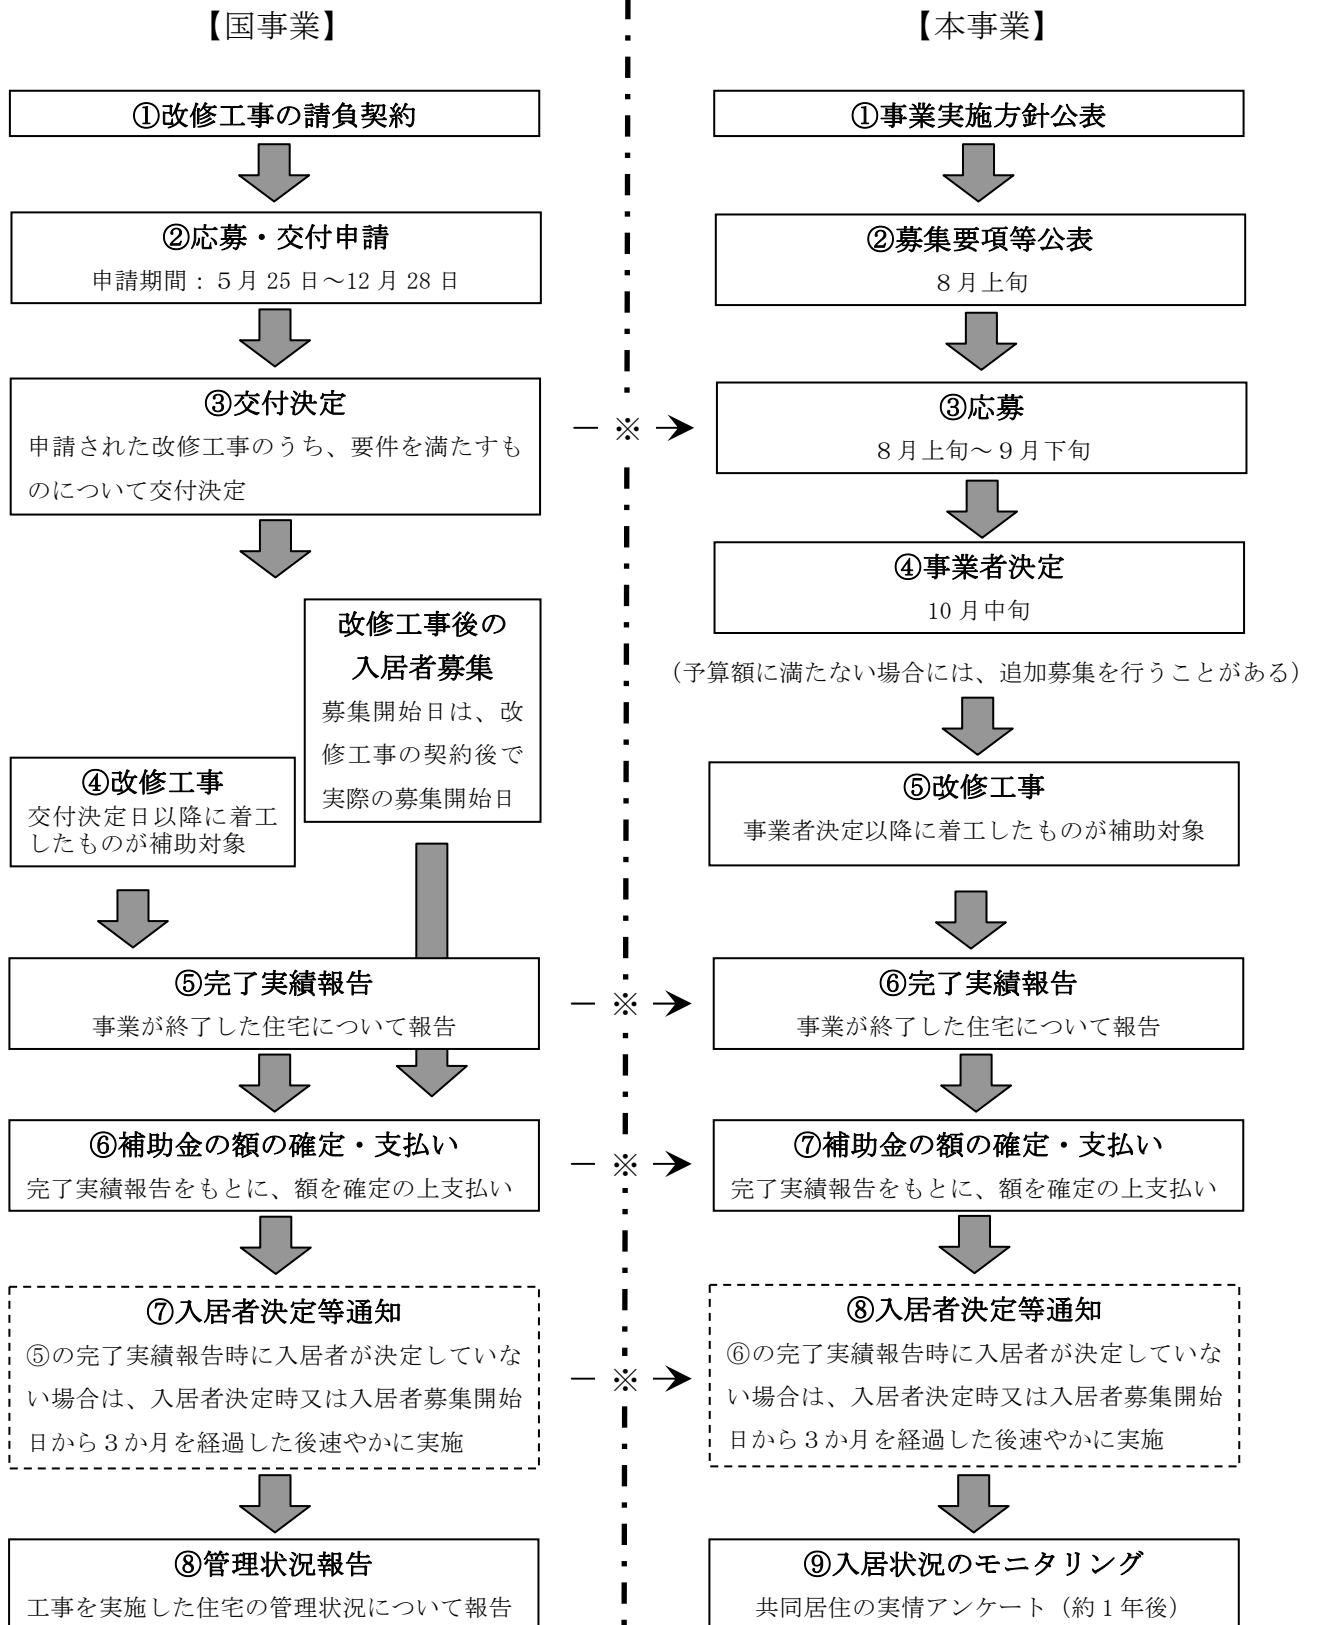 【国事業】
①改修工事の請負契約
②応募・交付申請
申請期間：５月 25 日～12 月 28 日
③交付決定
申請された改修工事のうち、要件を満たすも
のについて交付決定
改修工事後の
入居者募集
募集開始日は、改
修工事の契約後で
実際の募集開始日
④改修工事
交付決定日以降に着工
したものが補助対象
⑤完了実績報告
事業が終了した住宅について報告
⑥補助金の額の確定・支払い
完了実績報告をもとに、額を確定の上支払い
⑦入居者決定等通知
⑤の完了実績報告時に入居者が決定していな
い場合は、入居者決定時又は入居者募集開始
日から３か月を経過した後速やかに実施
⑧管理状況報告
工事を実施した住宅の管理状況について報告
※
※
※
※
【本事業】
①事業実施方針公表
②募集要項等公表
８月上旬
③応募
８月上旬～９月下旬
④事業者決定
10 月中旬
（予算額に満たない場合には、追加募集を行うことがある）
⑤改修工事
事業者決定以降に着工したものが補助対象
⑥完了実績報告
事業が終了した住宅について報告
⑦補助金の額の確定・支払い
完了実績報告をもとに、額を確定の上支払い
⑧入居者決定等通知
⑥の完了実績報告時に入居者が決定していな
い場合は、入居者決定時又は入居者募集開始
日から３か月を経過した後速やかに実施
⑨入居状況のモニタリング
共同居住の実情アンケート（約１年後）